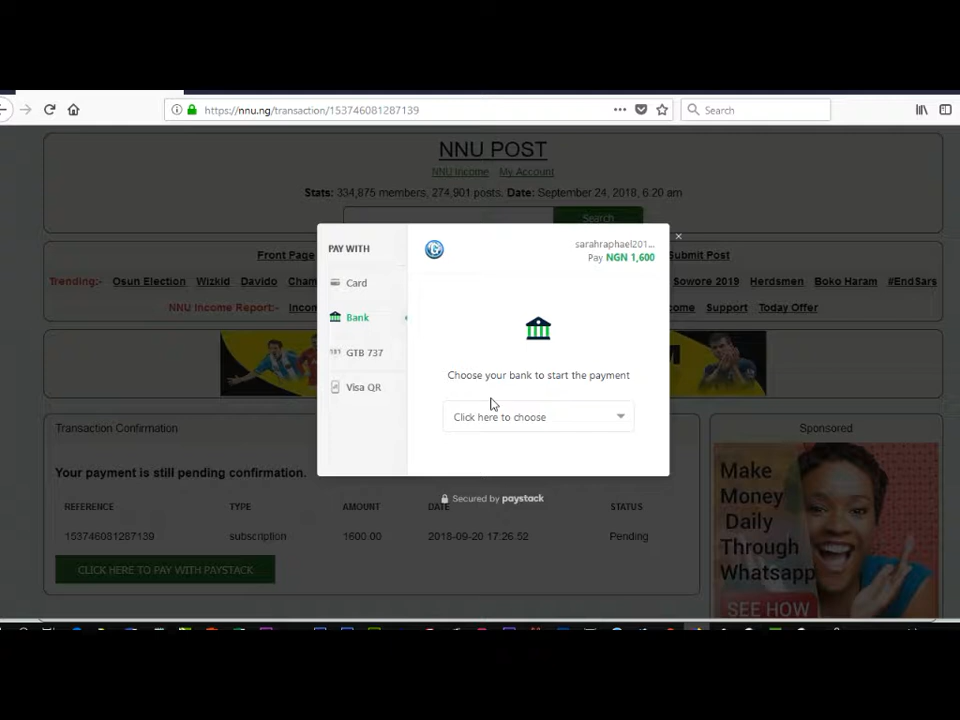 https://nnu.ng/transaction/153746081287139
Search
NNU POST
NNU Income My Account
Stats: 334,875 members, 274,901 posts. Date: September 24, 2018, 6:20 am
Search
Front Page
Submit Post
Trending:- Osun Election Wizkid Davido
Sowore 2019 Herdsmen Boko Haram #EndSars
NNU Income Report:-
Support Today Offer
PAY WITH
Card
Bank
GTB 737
Visa QR
sarahraphael201...
Pay NGN 1,600
Choose your bank to start the payment
Click here to choose
Secured by paystack
Transaction Confirmation
Your payment is still pending confirmation.
REFERENCE TYPE AMOUNT DATE STATUS
153746081287139 subscription 1600.00 2018-09-20 17:26:52 Pending
CLICK HERE TO PAY WITH PAYSTACK
Sponsored
Make
Money
Daily
Through
Whatsapp
SEE HOW